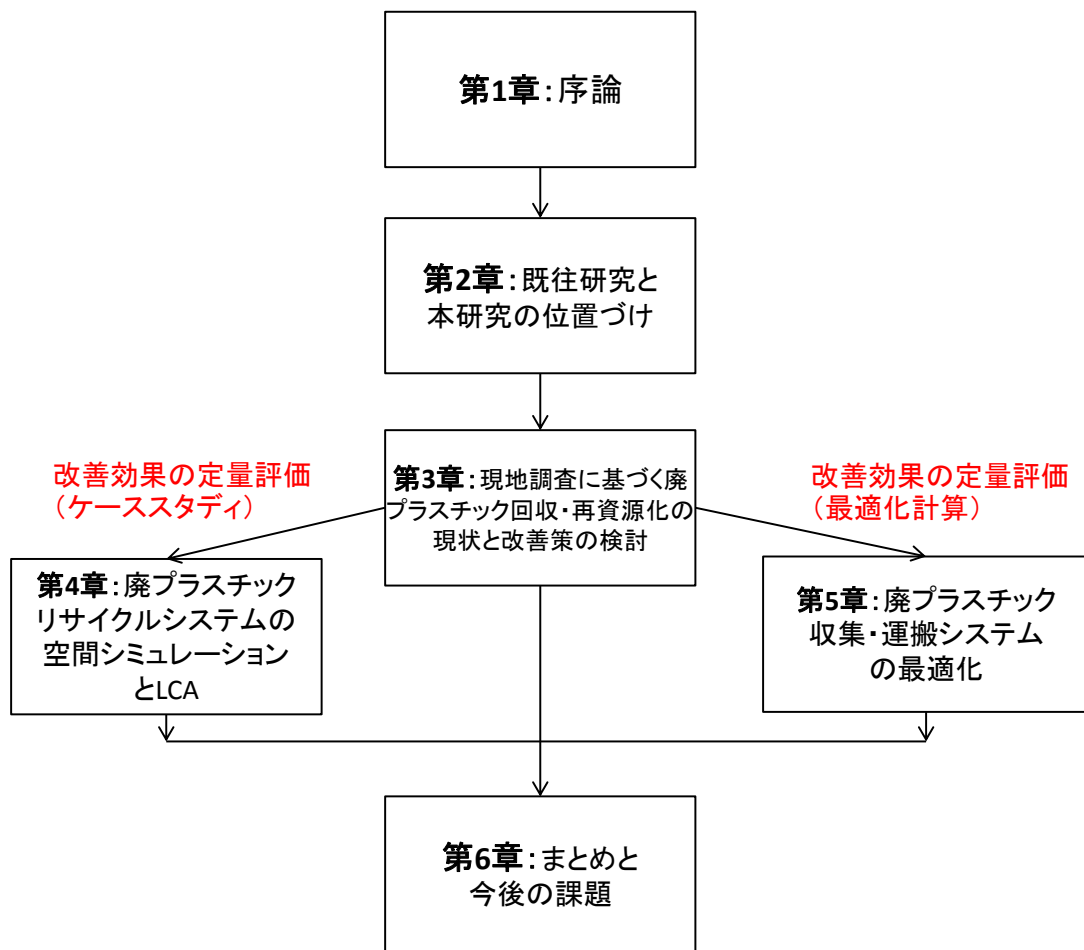 第1章：序論
第2章：既往研究と
本研究の位置づけ
改善効果の定量評価
（ケーススタディ）
第3章：現地調査に基づく廃
プラスチック回収・再資源化の
現状と改善策の検討
改善効果の定量評価
（最適化計算）
第4章：廃プラスチック
リサイクルシステムの
空間シミュレーション
とLCA
第5章：廃プラスチック
収集・運搬システム
の最適化
第6章：まとめと
今後の課題